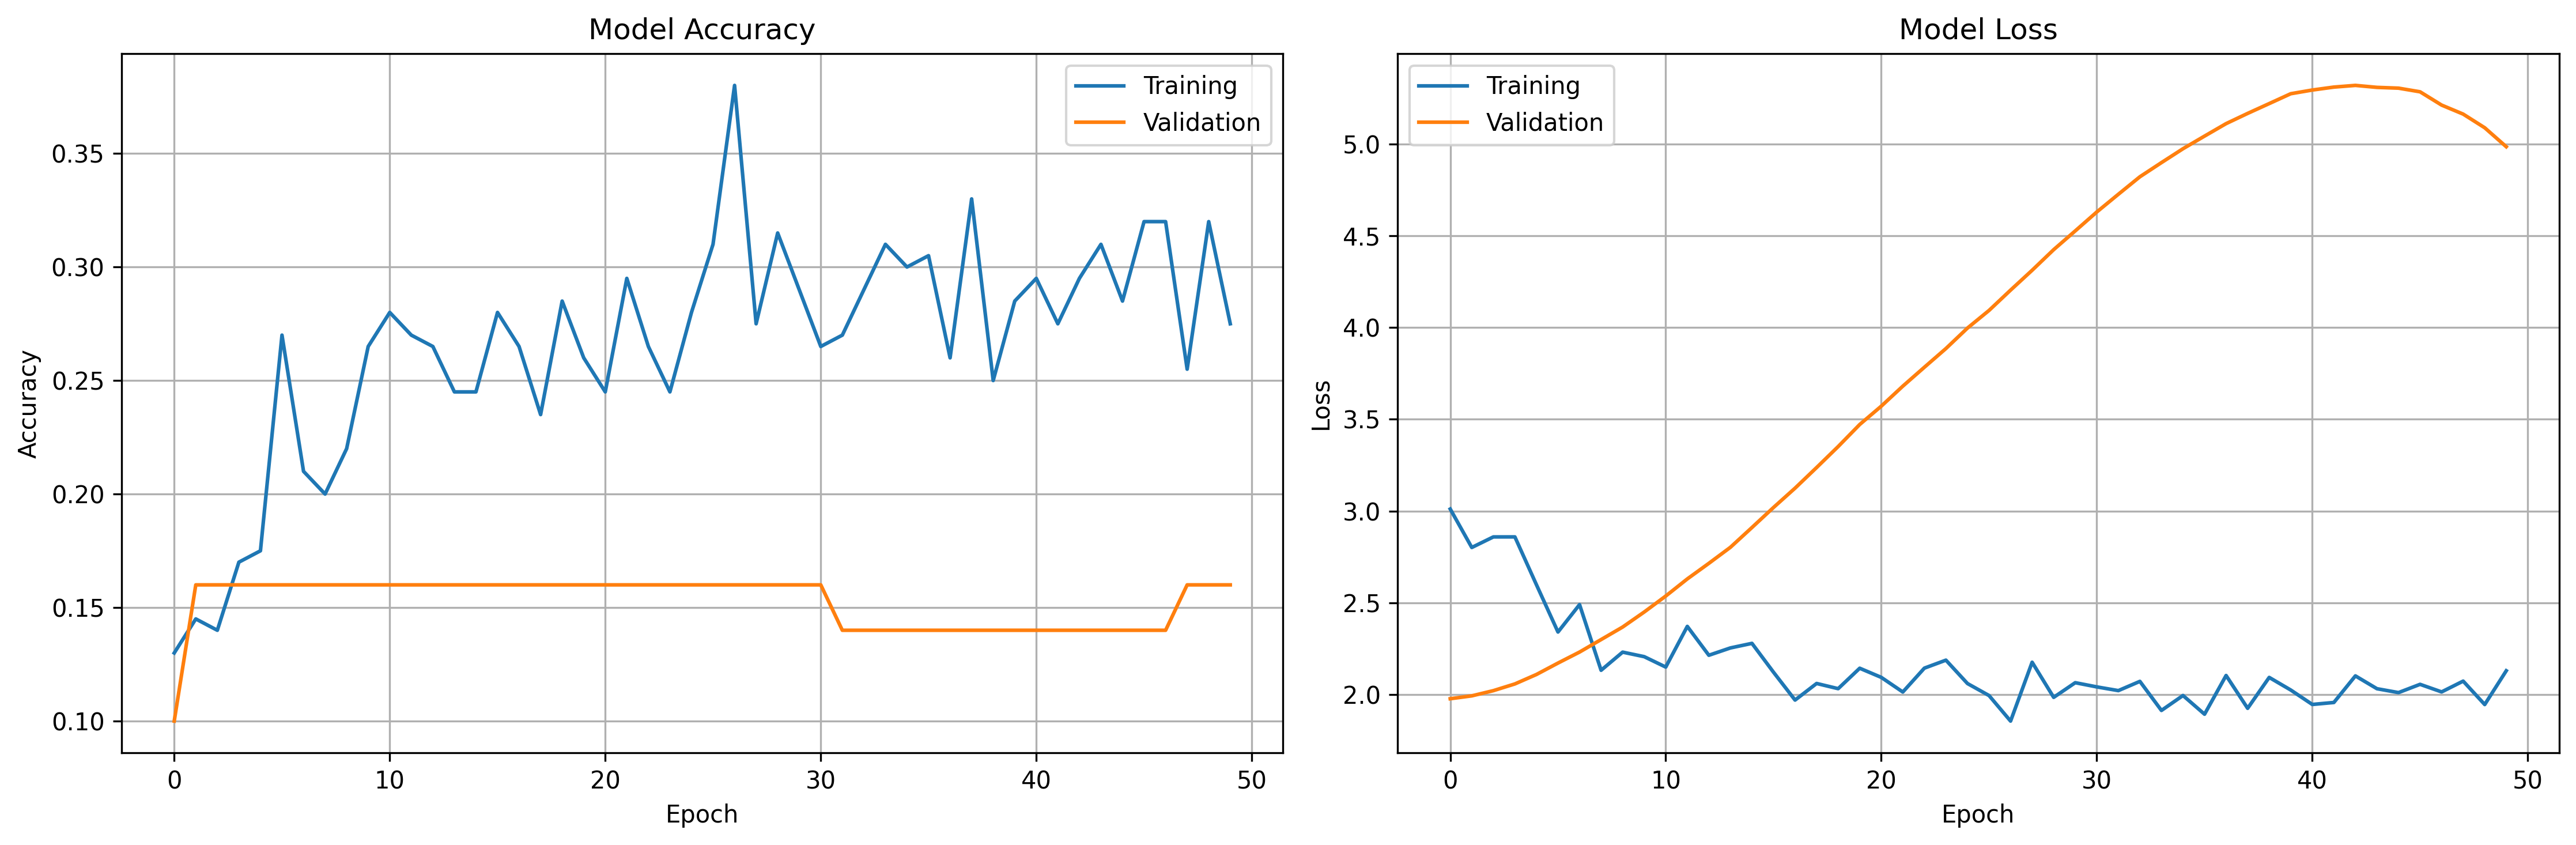 Model Accuracy
Training
Validation
0.35
0.30
0.25
0.20
0.15
0.10
Accuracy
0 10 20 30 40 50
Epoch
Model Loss
Training
Validation
5.0
4.5
4.0
3.5
3.0
2.5
2.0
Loss
0 10 20 30 40 50
Epoch